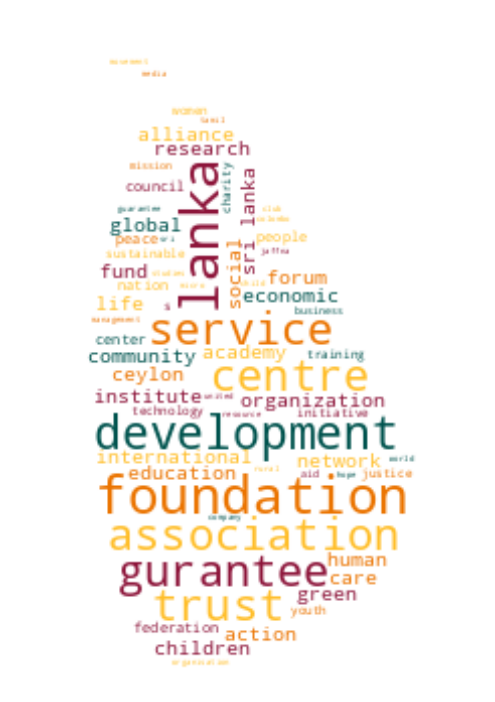 movement
media
women
tamil
alliance
research
mission
lanka
charity
sri lanka
council
guarantee
club
colombo
global
peace
sri
people
social
jaffna
sustainable
fund
studies
forum
nation
micro
child
life
s
economic
business
management
service
center
community
academy
training
ceylon
centre
institute
united
organization
technology
resource
initiative
development
international
network
world
education
rural
aid
hope
justice
foundation
company
association
gurantee
human
care
trust
green
youth
federation
action
children
organisation